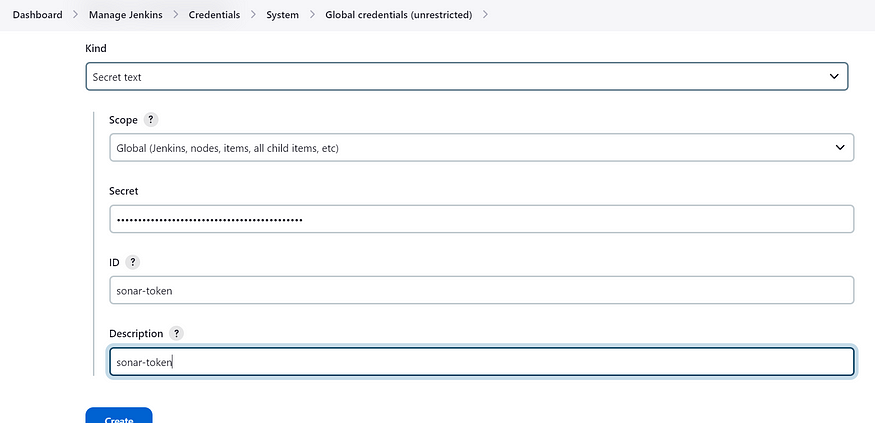 Dashboard > Manage Jenkins > Credentials > System > Global credentials (unrestricted) >
Kind
Secret text
Scope ?
Global (Jenkins, nodes, items, all child items, etc)
Secret
••••••••••••••••••••••••••••••••••••••••••••
ID ?
sonar-token
Description ?
sonar-token
Create